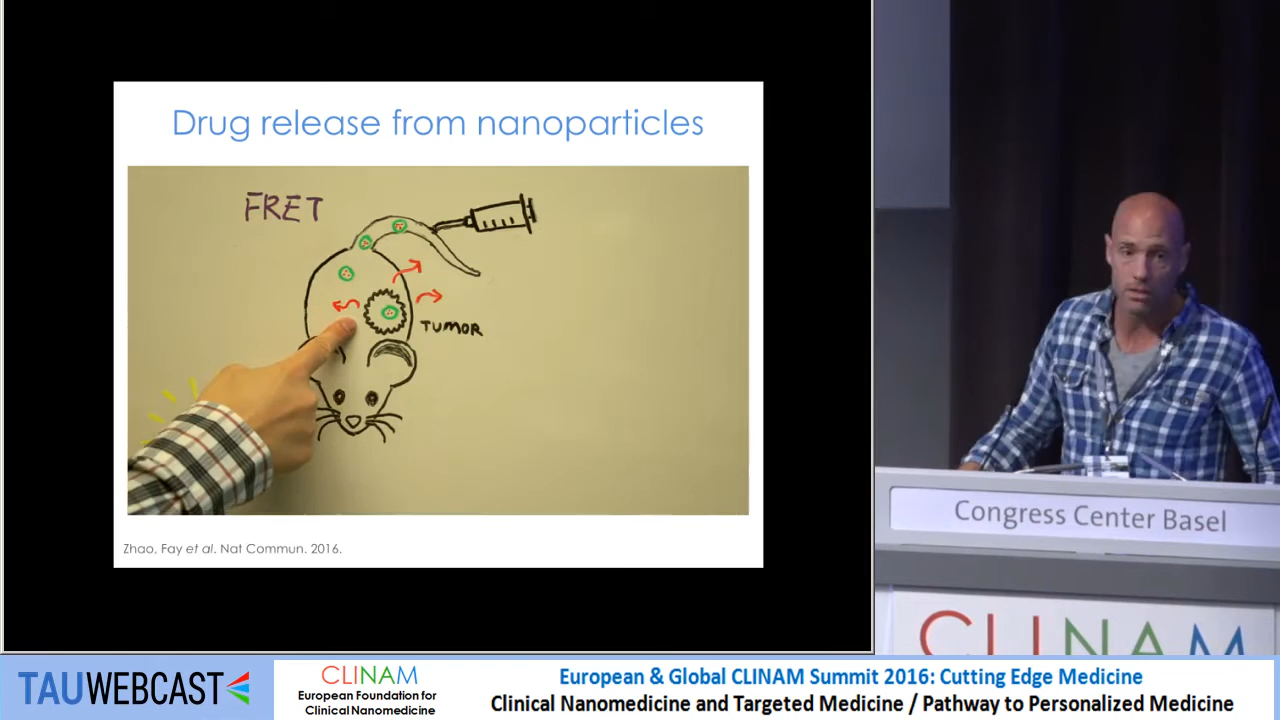 Drug release from nanoparticles
FRET
TUMOR
Zhao, Fay et al. Nat Commun. 2016.
Congress Center Basel
CLINAM
TAUWEBCAST
CLINAM
European Foundation for
Clinical Nanomedicine
European & Global CLINAM Summit 2016: Cutting Edge Medicine
Clinical Nanomedicine and Targeted Medicine / Pathway to Personalized Medicine